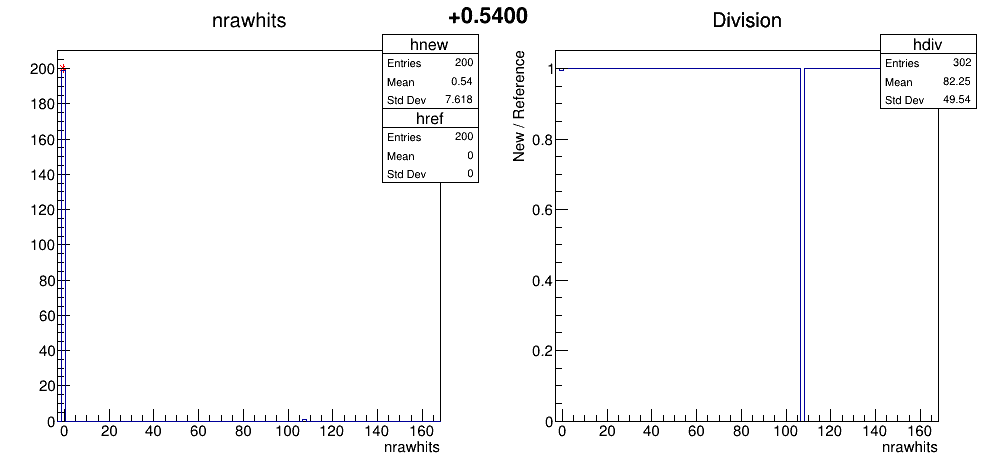 +0.5400
nrawhits
hnew
Entries 200
Mean 0.54
Std Dev 7.618
href
Entries 200
Mean 0
Std Dev 0
200
180
160
140
120
100
80
60
40
20
0
0 20 40 60 80 100 120 140 160
nrawhits
Division
hdiv
Entries 302
Mean 82.25
Std Dev 49.54
New / Reference
1
0.8
0.6
0.4
0.2
0
0 20 40 60 80 100 120 140 160
nrawhits